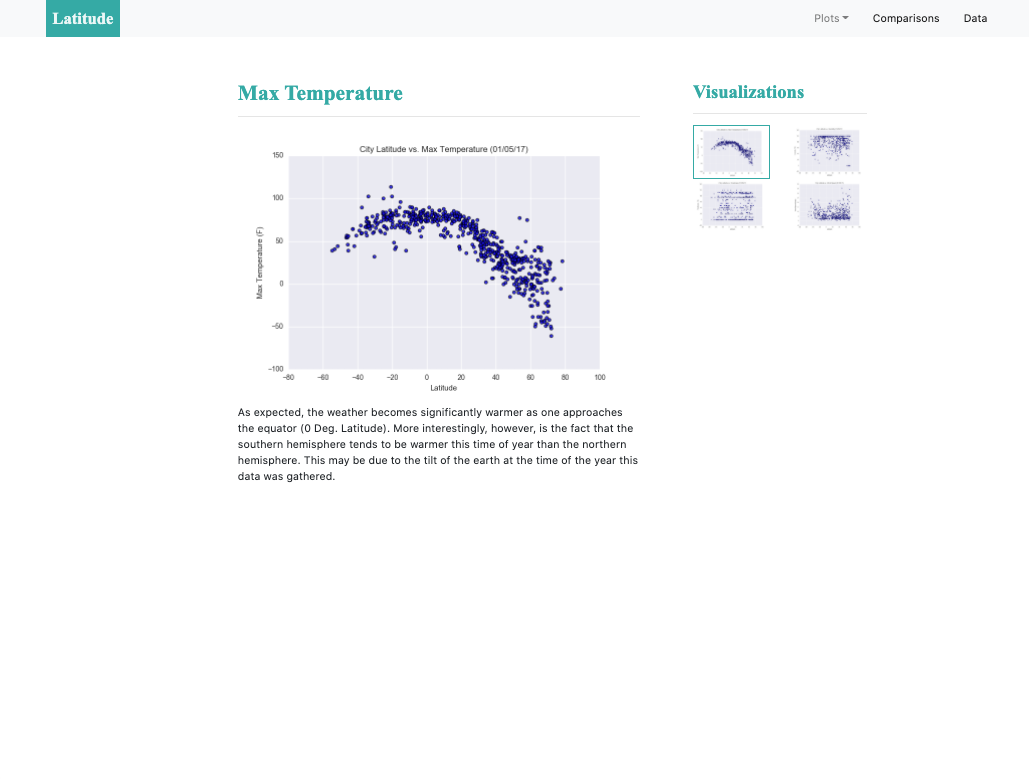 Latitude
Plots
Comparisons
Data
Max Temperature
Visualizations
City Latitude vs. Max Temperature (01/05/17)
150
100
50
0
−50
−100
Max Temperature (F)
−80 −60 −40 −20 0 20 40 60 80 100
Latitude
As expected, the weather becomes significantly warmer as one approaches
the equator (0 Deg. Latitude). More interestingly, however, is the fact that the
southern hemisphere tends to be warmer this time of year than the northern
hemisphere. This may be due to the tilt of the earth at the time of the year this
data was gathered.